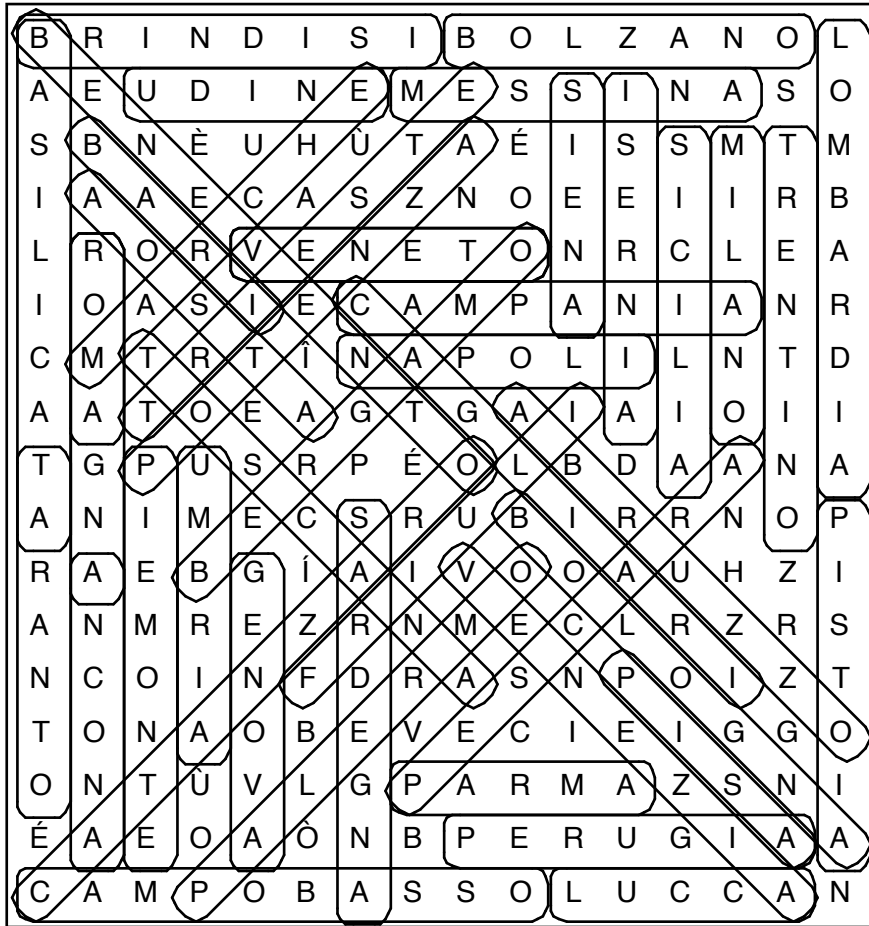 B R I N D I S I B O L Z A N O L
A E U D I N E M E S S I N A S O
S B N È U H Ù T A É I S S M T M
I A A E C A S Z N O E E I I R B
L R O R V E N E T O N R C L E A
I O A S I E C A M P A N I A N R
C M T R T Î N A P O L I L N T D
A A T O E A G T G A I A I O I I
T G P U S R P É O L B D A A N A
A N I M E C S R U B I R R N O P
R A E B G Í A I V O O A U H Z I
A N M R E Z R N M E C L R Z R S
N C O I N F D R A S N P O I Z T
T O N A O B E V E C I E I G G O
O N T Ù V L G P A R M A Z S N I
É A E O A Ò N B P E R U G I A A
C A M P O B A S S O L U C C A N